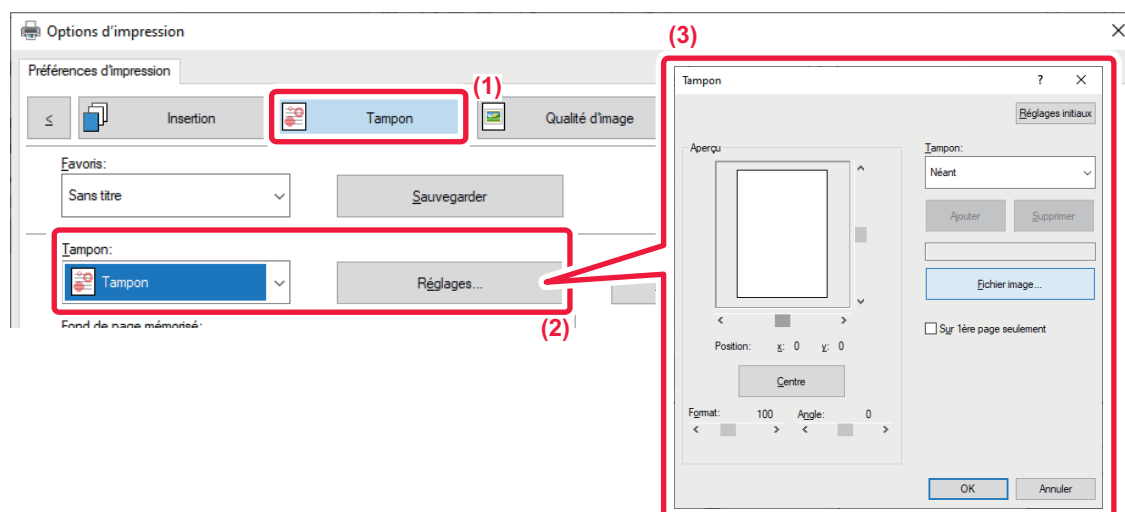 Options d'impression
Préférences d'impression
(1)
< Insertion Tampon Qualité d'image
Favoris:
Sans titre Sauvegarder
Tampon:
Tampon Réglages...
(2)
Fond de page mémorisé:
(3)
Tampon ? ×
Réglages initiaux
Aperçu
Tampon:
Néant
Ajouter Supprimer
Fichier image...
Sur 1ère page seulement
Position: x: 0 y: 0
Centre
Format: 100 Angle: 0
OK Annuler